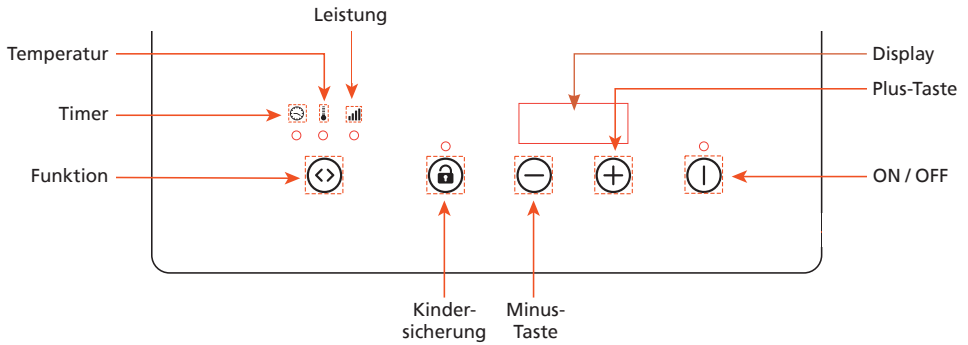 Leistung
Temperatur
Display
Plus-Taste
Timer
Funktion
ON / OFF
Kinder-
sicherung
Minus-
Taste